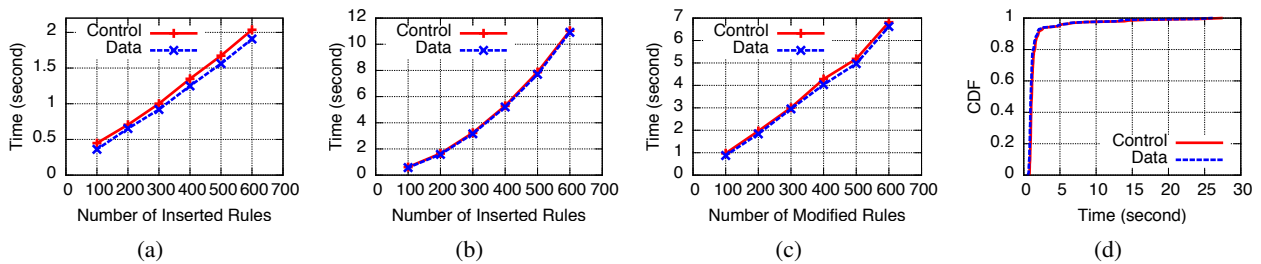 2
1.5
1
0.5
0
Time (second)
Control
Data
0 100 200 300 400 500 600 700
Number of Inserted Rules
(a)
12
10
8
6
4
2
0
Time (second)
Control
Data
0 100 200 300 400 500 600 700
Number of Inserted Rules
(b)
7
6
5
4
3
2
1
0
Time (second)
Control
Data
0 100 200 300 400 500 600 700
Number of Modified Rules
(c)
1
0.8
0.6
0.4
0.2
0
CDF
Control
Data
0 5 10 15 20 25 30
Time (second)
(d)